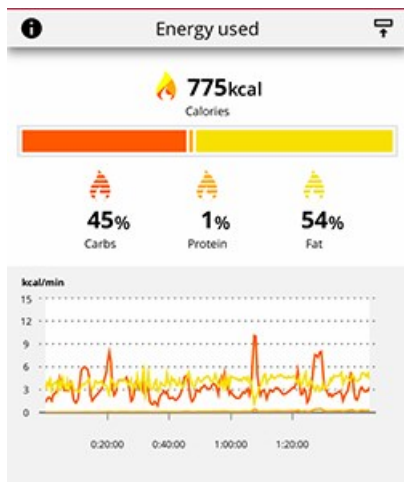 Energy used
775kcal
Calories
45% 1% 54%
Carbs Protein Fat
kcal/min
15
12
9
6
3
0
0:20:00 0:40:00 1:00:00 1:20:00